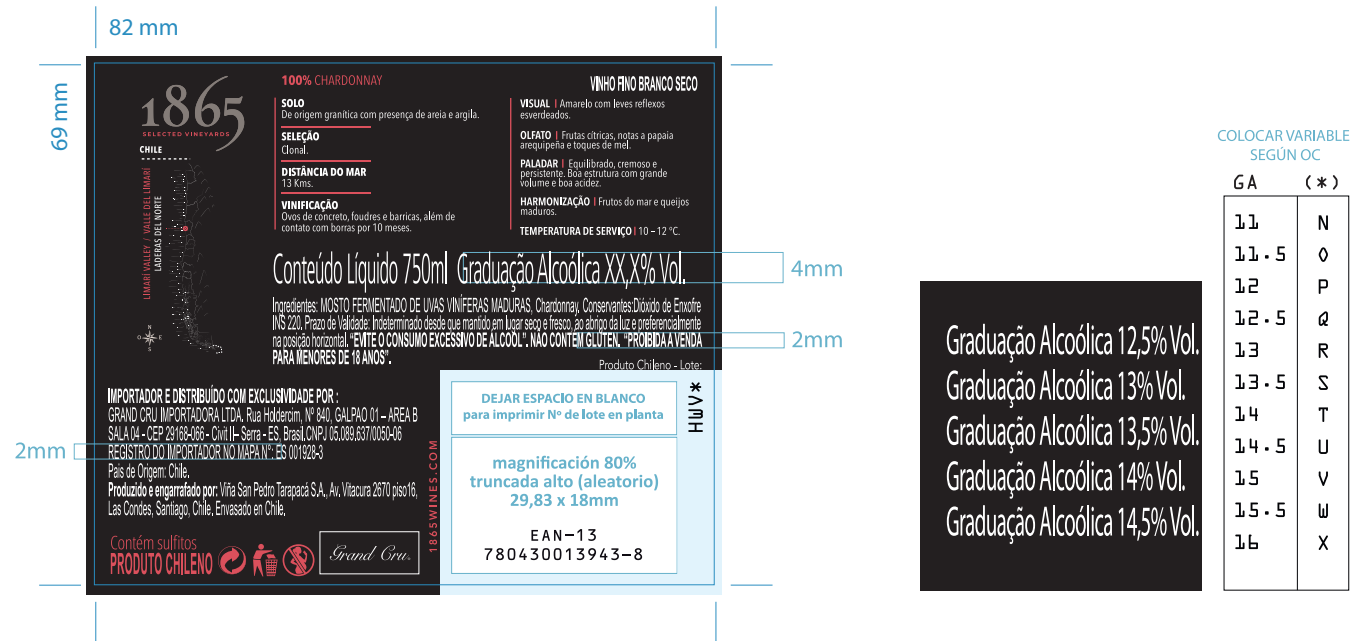 82 mm
69 mm
1865
SELECTED VINEYARDS
CHILE
LIMARÍ VALLEY / VALLE DEL LIMARÍ
LADERAS DEL NORTE
N
O E
S
100% CHARDONNAY
SOLO
De origem granítica com presença de areia e argila.
SELEÇÃO
Clonal.
DISTÂNCIA DO MAR
13 Kms.
VINIFICAÇÃO
Ovos de concreto, foudres e barricas, além de
contato com borras por 10 meses.
VINHO FINO BRANCO SECO
VISUAL | Amarelo com leves reflexos
esverdeados.
OLFATO | Frutas cítricas, notas a papaia
arequipeña e toques de mel.
PALADAR | Equilibrado, cremoso e
persistente. Boa estrutura com grande
volume e boa acidez.
HARMONIZAÇÃO | Frutos do mar e queijos
maduros.
TEMPERATURA DE SERVIÇO | 10 – 12 °C.
Conteúdo Líquido 750ml Graduação Alcoólica XX,X% Vol.
4mm
Ingredientes: MOSTO FERMENTADO DE UVAS VINÍFERAS MADURAS, Chardonnay, Conservantes:Dióxido de Enxofre
INS 220, Prazo de Validade: Indeterminado desde que mantido em lugar seco e fresco, ao abrigo da luz e preferencialmente
na posição horizontal. "EVITE O CONSUMO EXCESSIVO DE ÁLCOOL". NÃO CONTÉM GLÚTEN. "PROIBIDA A VENDA
PARA MENORES DE 18 ANOS".
2mm
Produto Chileno - Lote:
IMPORTADOR E DISTRIBUÍDO COM EXCLUSIVIDADE POR :
GRAND CRU IMPORTADORA LTDA. Rua Holdercim, Nº 840, GALPAO 01 – AREA B
SALA 04 - CEP 29168-066 - Civit II– Serra - ES, Brasil.CNPJ 05,089,637/0050-06
REGISTRO DO IMPORTADOR NO MAPA Nº: ES 001928-3
2mm
Pais de Origem: Chile.
Produzido e engarrafado por: Viña San Pedro Tarapacá S.A., Av, Vitacura 2670 piso16,
Las Condes, Santiago, Chile, Envasado en Chile,
Contém sulfitos
PRODUTO CHILENO
Grand Cru
1865WINES.COM
DEJAR ESPACIO EN BLANCO
para imprimir Nº de lote en planta
HWV*
magnificación 80%
truncada alto (aleatorio)
29,83 x 18mm
EAN-13
780430013943-8
Graduação Alcoólica 12,5% Vol.
Graduação Alcoólica 13% Vol.
Graduação Alcoólica 13,5% Vol.
Graduação Alcoólica 14% Vol.
Graduação Alcoólica 14,5% Vol.
COLOCAR VARIABLE
SEGÚN OC
GA (*)
11 N
11.5 O
12 P
12.5 Q
13 R
13.5 S
14 T
14.5 U
15 V
15.5 W
16 X